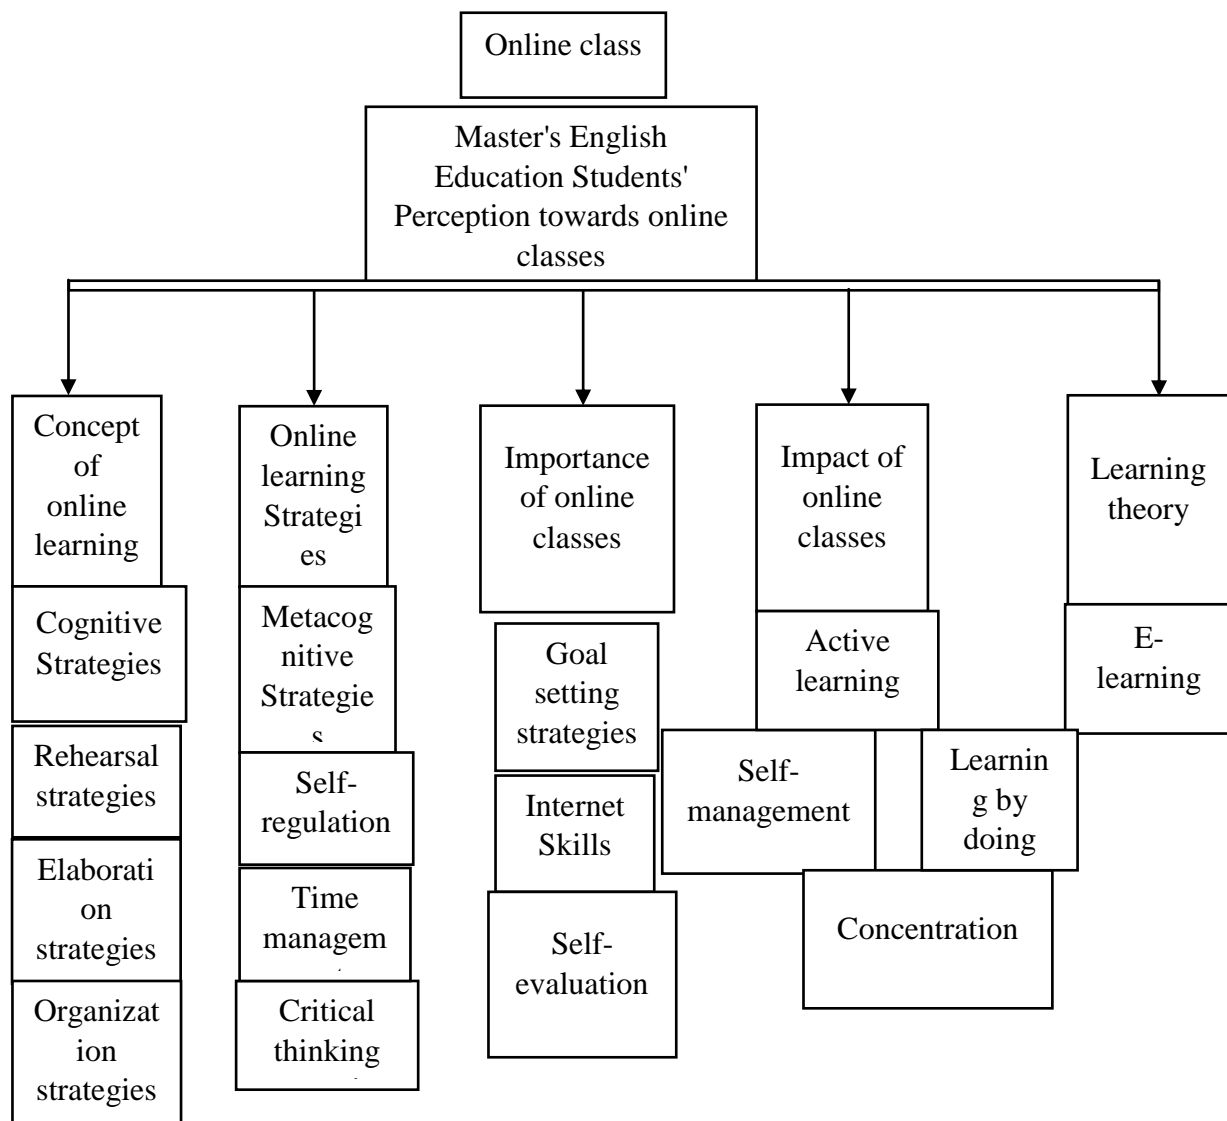 Online class
Master's English
Education Students'
Perception towards online
classes
Concept
of
online
learning
Cognitive
Strategies
Rehearsal
strategies
Elaborati
on
strategies
Organizat
ion
strategies
Online
learning
Strategi
es
Metacog
nitive
Strategie
s
Self-
regulation
Time
managem
Critical
thinking
Importance
of online
classes
Goal
setting
strategies
Internet
Skills
Self-
evaluation
Impact of
online
classes
Active
learning
Self-
management
Learnin
g by
doing
Concentration
Learning
theory
E-
learning